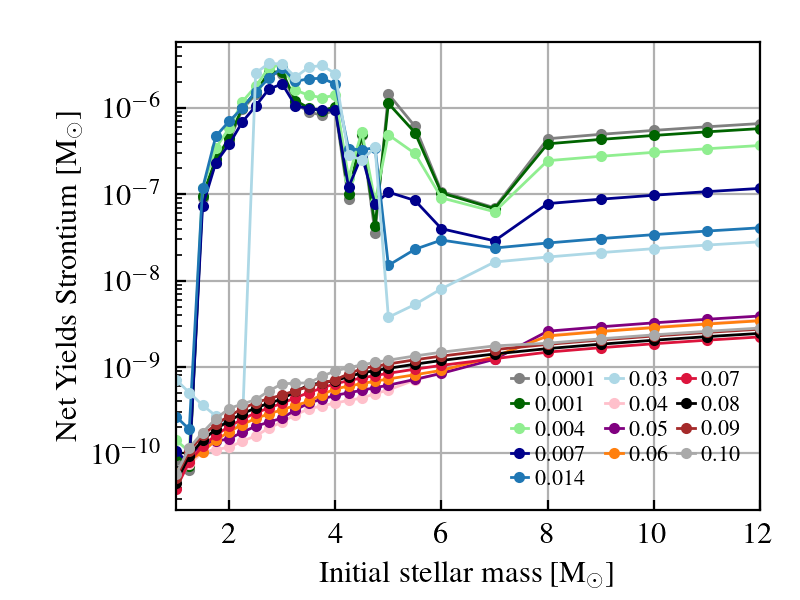 Net Yields Strontium [M☉]
10⁻⁶
10⁻⁷
10⁻⁸
10⁻⁹
10⁻¹⁰
0.0001 0.03 0.07
0.001 0.04 0.08
0.004 0.05 0.09
0.007 0.06 0.10
0.014
2 4 6 8 10 12
Initial stellar mass [M☉]